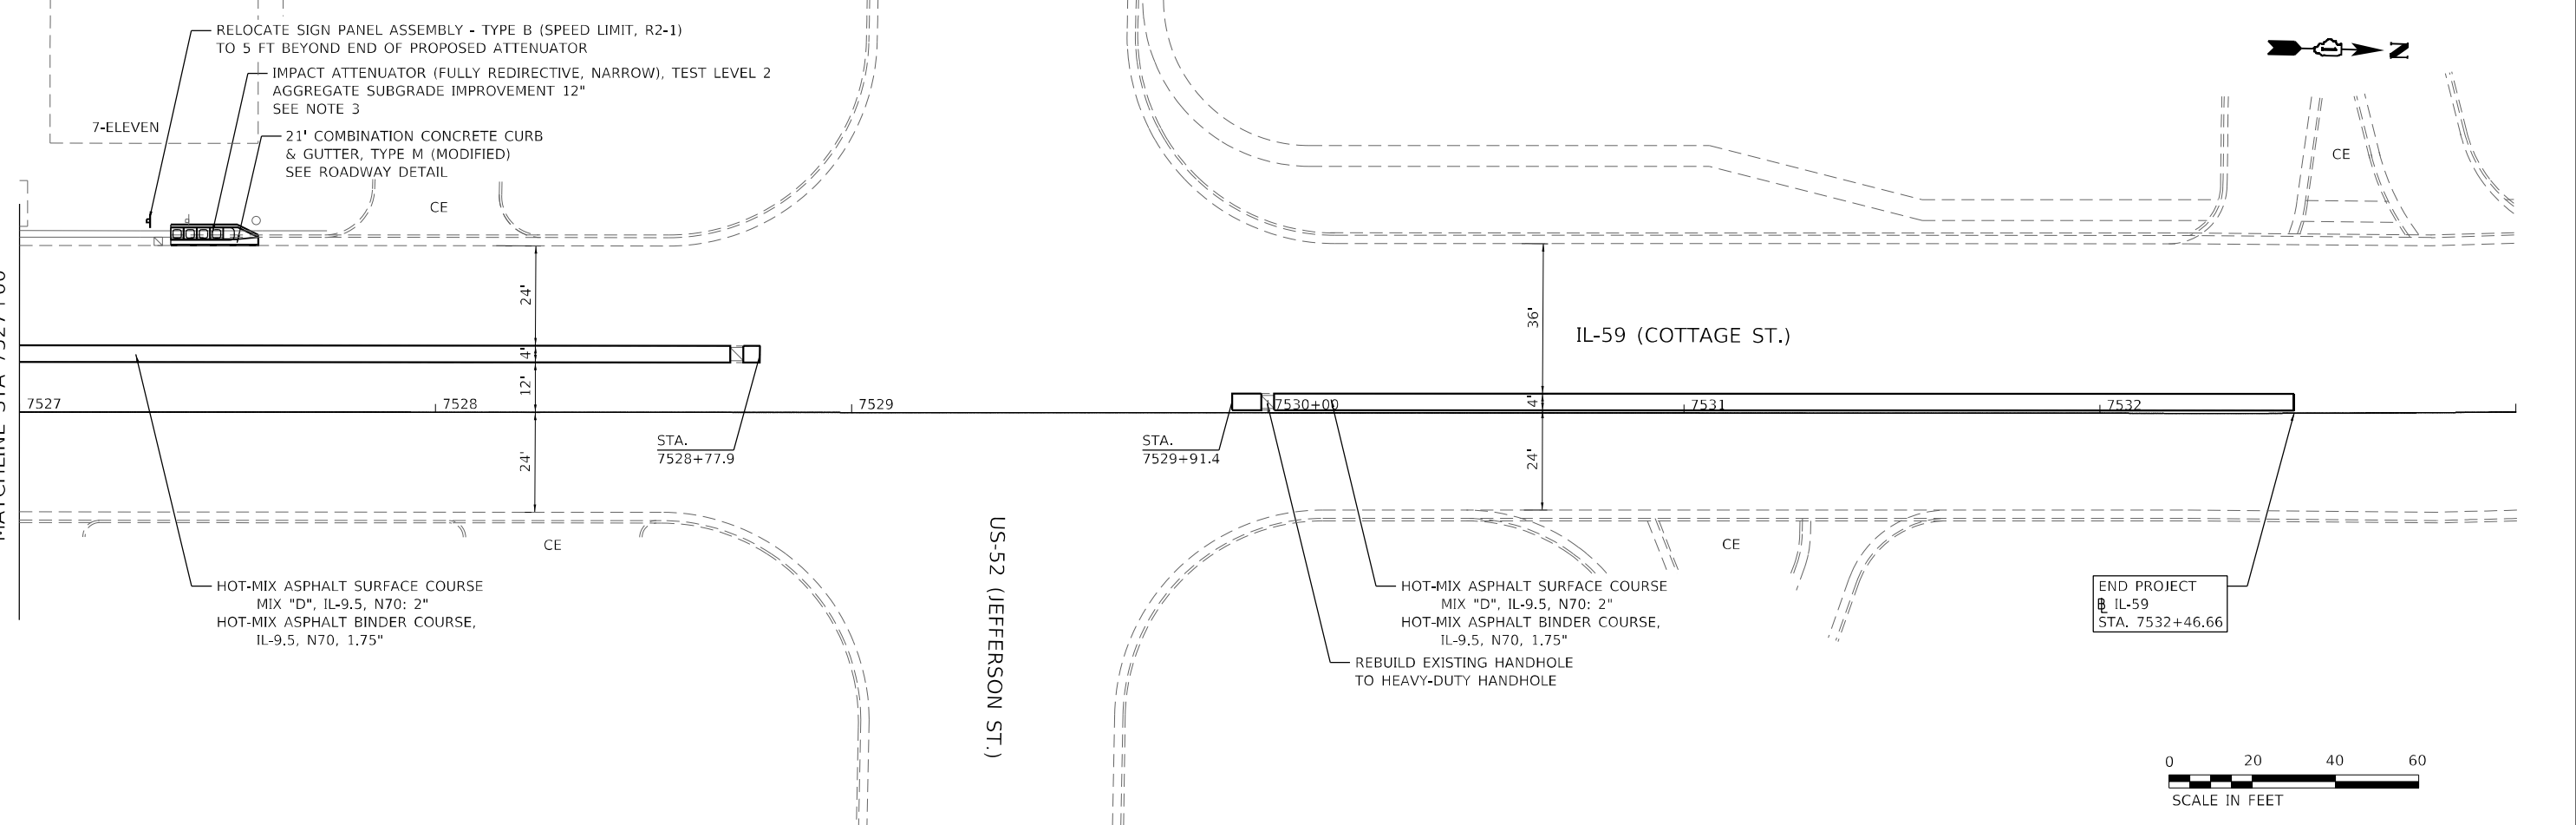 RELOCATE SIGN PANEL ASSEMBLY - TYPE B (SPEED LIMIT, R2-1)
TO 5 FT BEYOND END OF PROPOSED ATTENUATOR
IMPACT ATTENUATOR (FULLY REDIRECTIVE, NARROW), TEST LEVEL 2
AGGREGATE SUBGRADE IMPROVEMENT 12"
SEE NOTE 3
7-ELEVEN
21' COMBINATION CONCRETE CURB
& GUTTER, TYPE M (MODIFIED)
SEE ROADWAY DETAIL
CE
N
CE
24'
4'
12'
24'
36'
4'
24'
IL-59 (COTTAGE ST.)
7527
7528
7529
7530+00
7531
7532
STA.
7528+77.9
STA.
7529+91.4
CE
CE
US-52 (JEFFERSON ST.)
HOT-MIX ASPHALT SURFACE COURSE
MIX "D", IL-9.5, N70: 2"
HOT-MIX ASPHALT BINDER COURSE,
IL-9.5, N70, 1.75"
HOT-MIX ASPHALT SURFACE COURSE
MIX "D", IL-9.5, N70: 2"
HOT-MIX ASPHALT BINDER COURSE,
IL-9.5, N70, 1.75"
REBUILD EXISTING HANDHOLE
TO HEAVY-DUTY HANDHOLE
END PROJECT
BL IL-59
STA. 7532+46.66
0 20 40 60
SCALE IN FEET